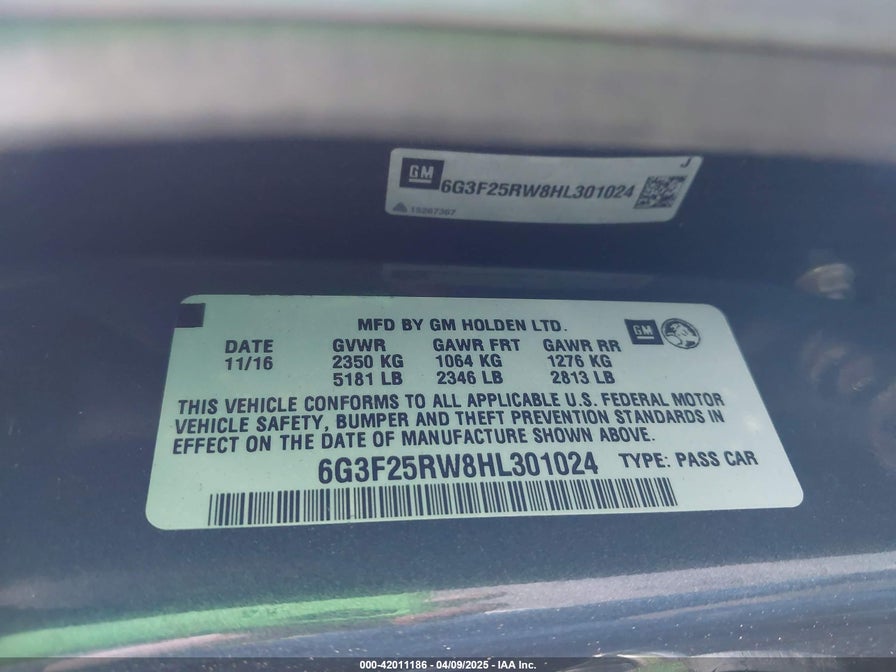 GM
J
6G3F25RW8HL301024
15267367
MFD BY GM HOLDEN LTD.
GM
DATE GVWR GAWR FRT GAWR RR
11/16 2350 KG 1064 KG 1276 KG
5181 LB 2346 LB 2813 LB
THIS VEHICLE CONFORMS TO ALL APPLICABLE U.S. FEDERAL MOTOR
VEHICLE SAFETY, BUMPER AND THEFT PREVENTION STANDARDS IN
EFFECT ON THE DATE OF MANUFACTURE SHOWN ABOVE.
6G3F25RW8HL301024 TYPE: PASS CAR
000-42011186 - 04/09/2025 - IAA Inc.